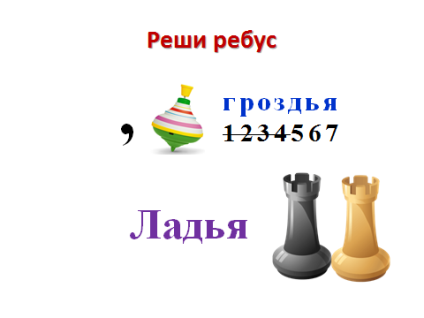 Реши ребус
,
гроздья
1234567
Ладья